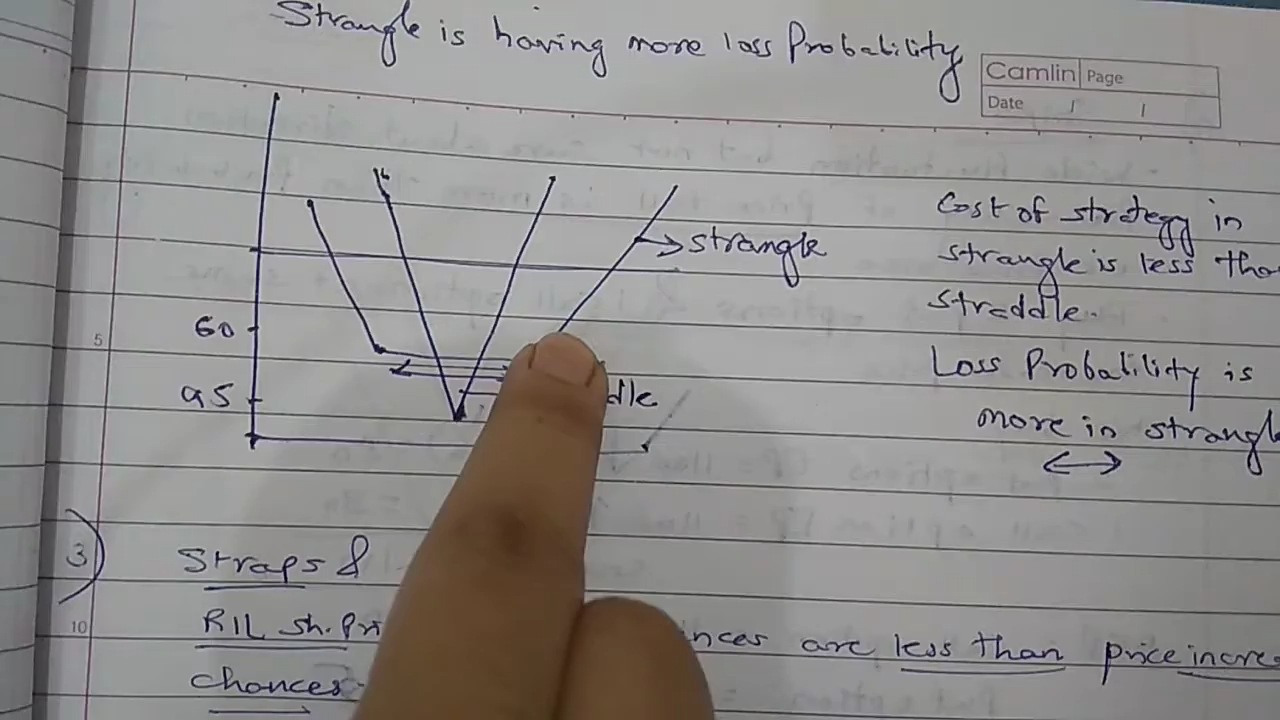 Strangle is having more loss Probability
Camlin Page
Date / /
strangle
60
95
dle
Cost of strategy in
strangle is less tha
straddle.
Loss Probability is
more in strangl
5
3)
Straps &
10
RIL Sh. Pri nces are less than price incre
chances